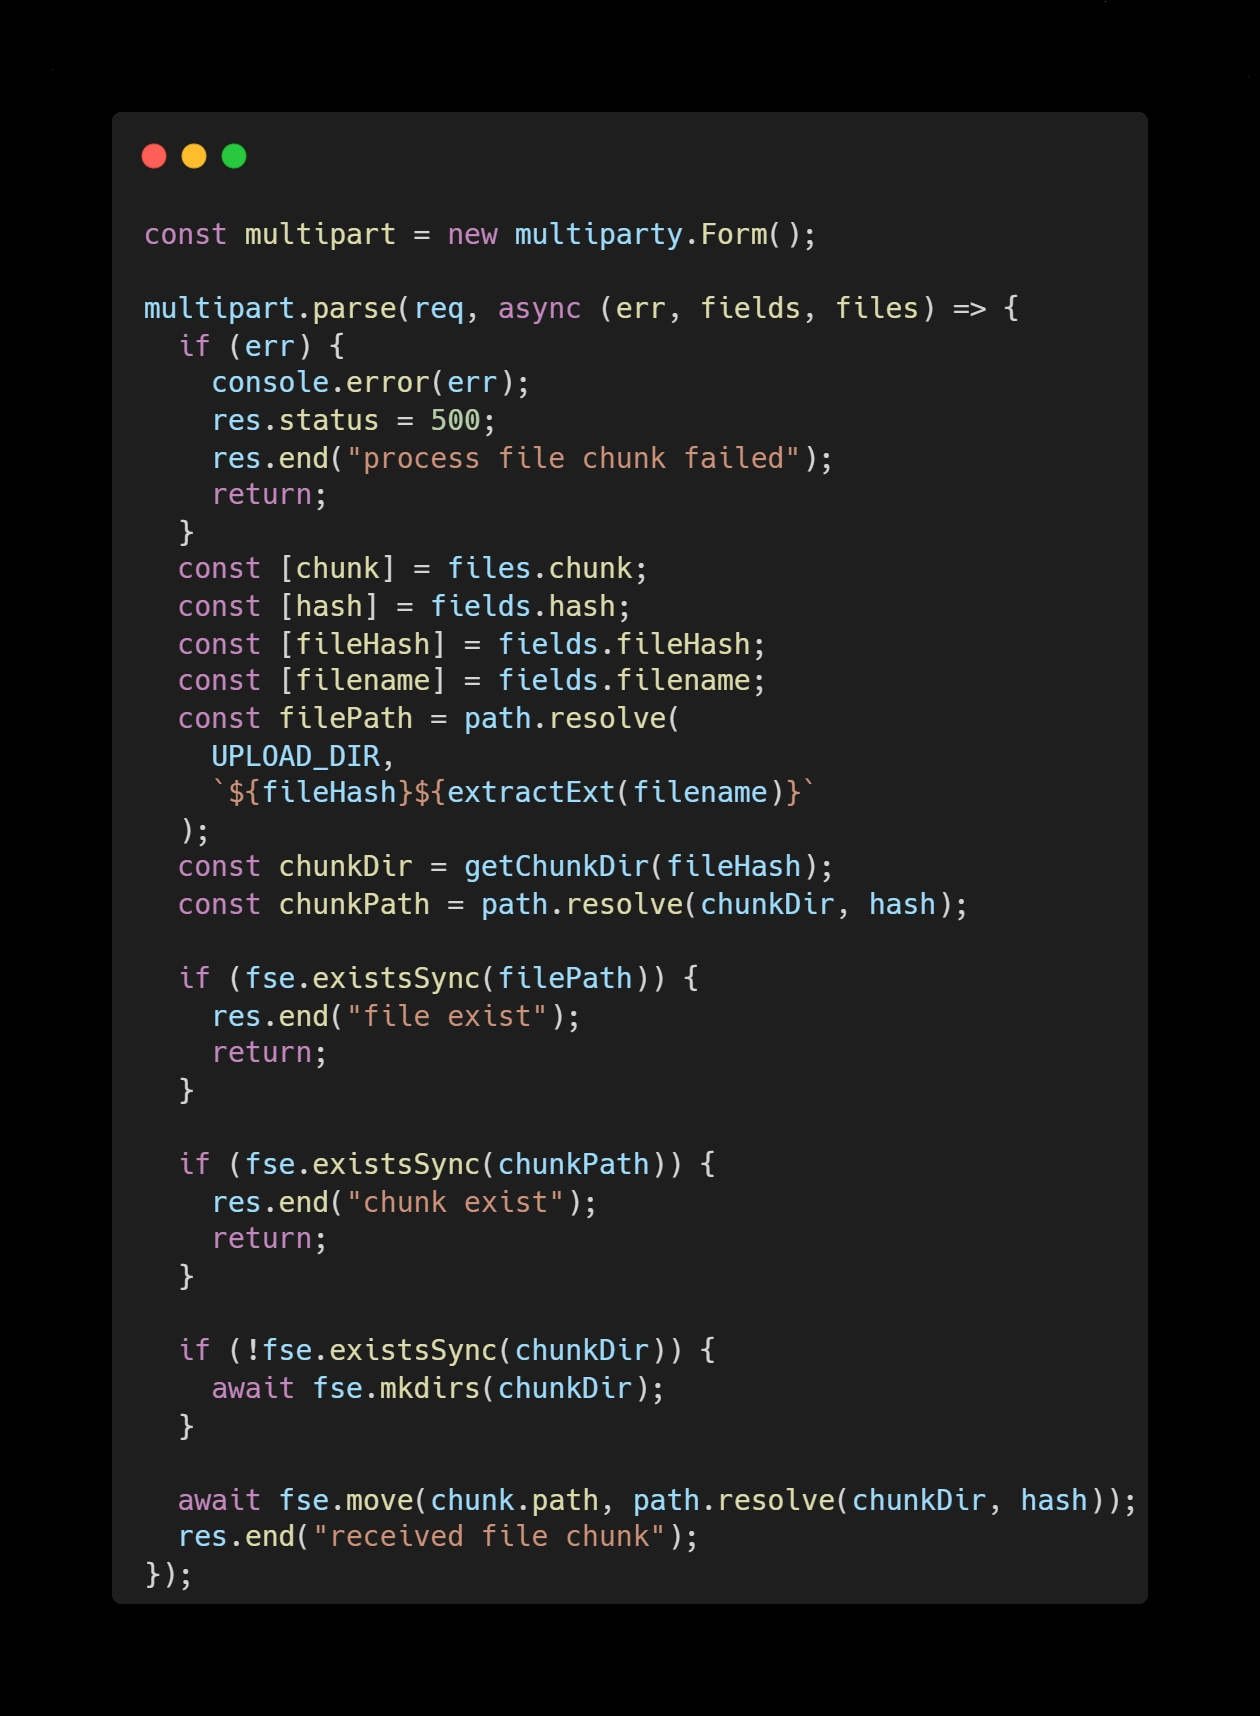 const multipart = new multiparty.Form();

multipart.parse(req, async (err, fields, files) => {
  if (err) {
    console.error(err);
    res.status = 500;
    res.end("process file chunk failed");
    return;
  }
  const [chunk] = files.chunk;
  const [hash] = fields.hash;
  const [fileHash] = fields.fileHash;
  const [filename] = fields.filename;
  const filePath = path.resolve(
    UPLOAD_DIR,
    `${fileHash}${extractExt(filename)}`
  );
  const chunkDir = getChunkDir(fileHash);
  const chunkPath = path.resolve(chunkDir, hash);

  if (fse.existsSync(filePath)) {
    res.end("file exist");
    return;
  }

  if (fse.existsSync(chunkPath)) {
    res.end("chunk exist");
    return;
  }

  if (!fse.existsSync(chunkDir)) {
    await fse.mkdirs(chunkDir);
  }

  await fse.move(chunk.path, path.resolve(chunkDir, hash));
  res.end("received file chunk");
});